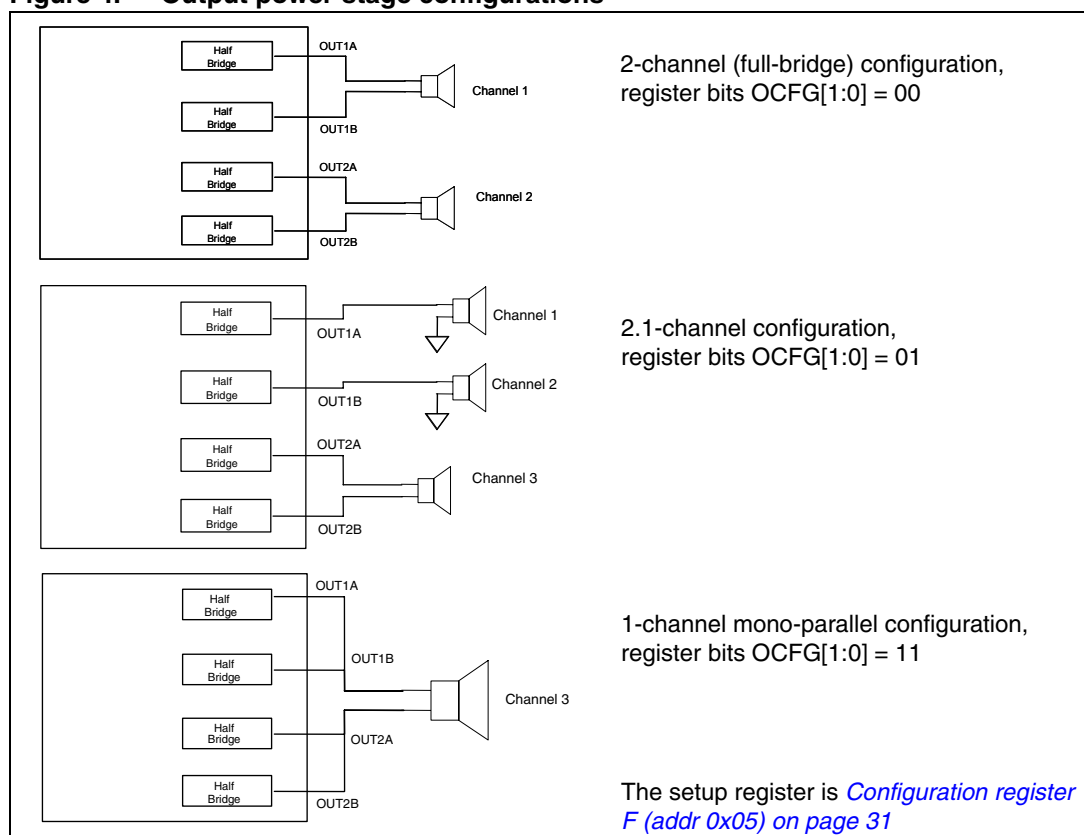 Figure 4. Output power stage configurations
Half
Bridge
OUT1A
Channel 1
Half
Bridge
OUT1B
Half
Bridge
OUT2A
Channel 2
Half
Bridge
OUT2B
2-channel (full-bridge) configuration,
register bits OCFG[1:0] = 00
Half
Bridge
OUT1A
Channel 1
Half
Bridge
OUT1B
Channel 2
Half
Bridge
OUT2A
Channel 3
Half
Bridge
OUT2B
2.1-channel configuration,
register bits OCFG[1:0] = 01
Half
Bridge
OUT1A
Half
Bridge
OUT1B
Channel 3
Half
Bridge
OUT2A
Half
Bridge
OUT2B
1-channel mono-parallel configuration,
register bits OCFG[1:0] = 11
The setup register is Configuration register
F (addr 0x05) on page 31